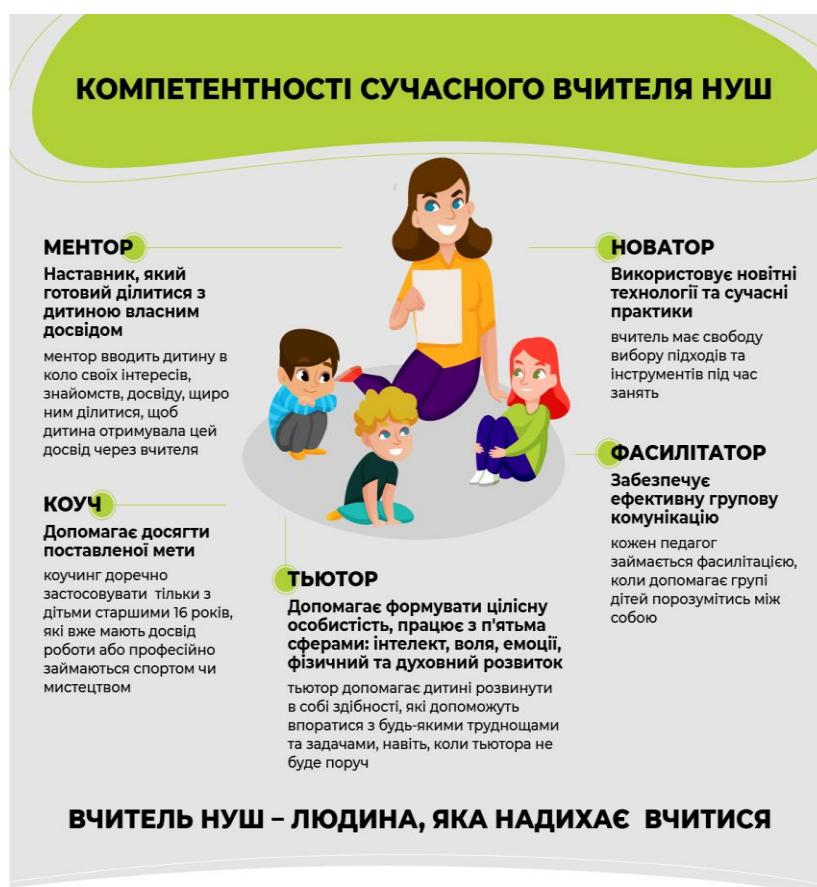 КОМПЕТЕНТНОСТІ СУЧАСНОГО ВЧИТЕЛЯ НУШ
МЕНТОР
Наставник, який
готовий ділитися з
дитиною власним
досвідом
ментор вводить дитину в
коло своїх інтересів,
знайомств, досвіду, щиро
ним ділитися, щоб
дитина отримувала цей
досвід через вчителя
КОУЧ
Допомагає досягти
поставленої мети
коучинг доречно
застосовувати тільки з
дітьми старшими 16 років,
які вже мають досвід
роботи або професійно
займаються спортом чи
мистецтвом
ТЬЮТОР
Допомагає формувати цілісну
особистість, працює з п'ятьма
сферами: інтелект, воля, емоції,
фізичний та духовний розвиток
тьютор допомагає дитині розвинути
в собі здібності, які допоможуть
впоратися з будь-якими труднощами
та задачами, навіть, коли тьютора не
буде поруч
НОВАТОР
Використовує новітні
технології та сучасні
практики
вчитель має свободу
вибору підходів та
інструментів під час
занять
ФАСИЛІТАТОР
Забезпечує
ефективну групову
комунікацію
кожен педагог
займається фасилітацією,
коли допомагає групі
дітей порозумітись між
собою
ВЧИТЕЛЬ НУШ – ЛЮДИНА, ЯКА НАДИХАЄ ВЧИТИСЯ